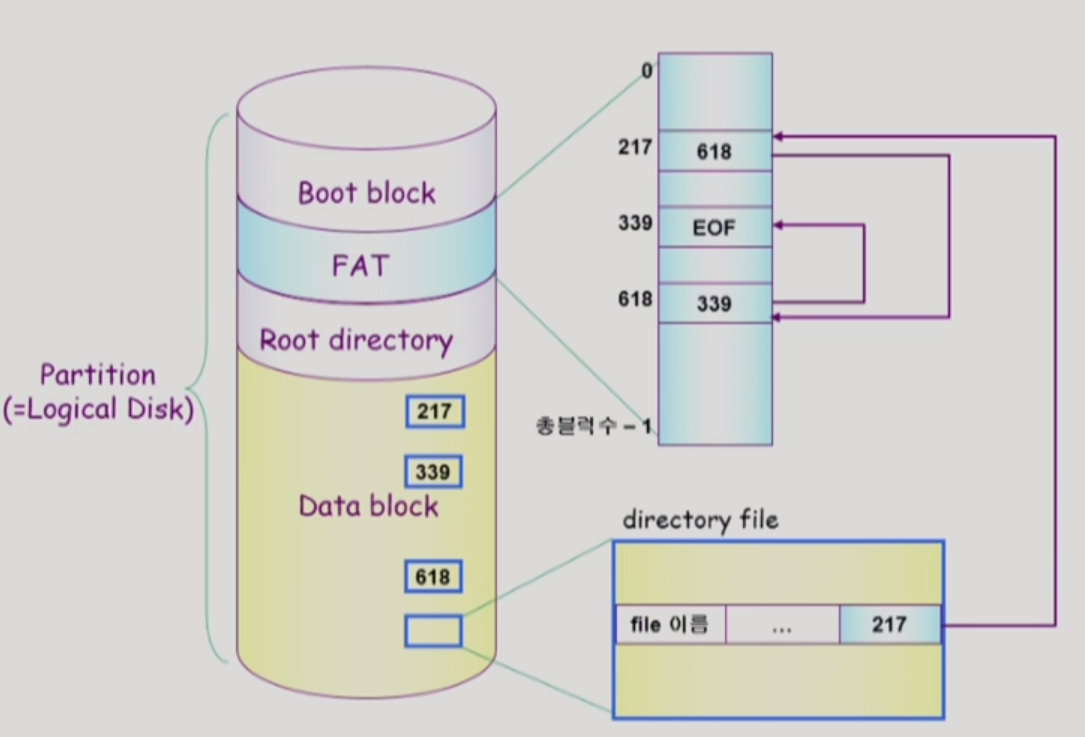 Boot block
FAT
Root directory
Partition
(=Logical Disk)
217
339
Data block
618
0
217
618
339
EOF
618
339
총블럭수 – 1
directory file
file 이름
...
217